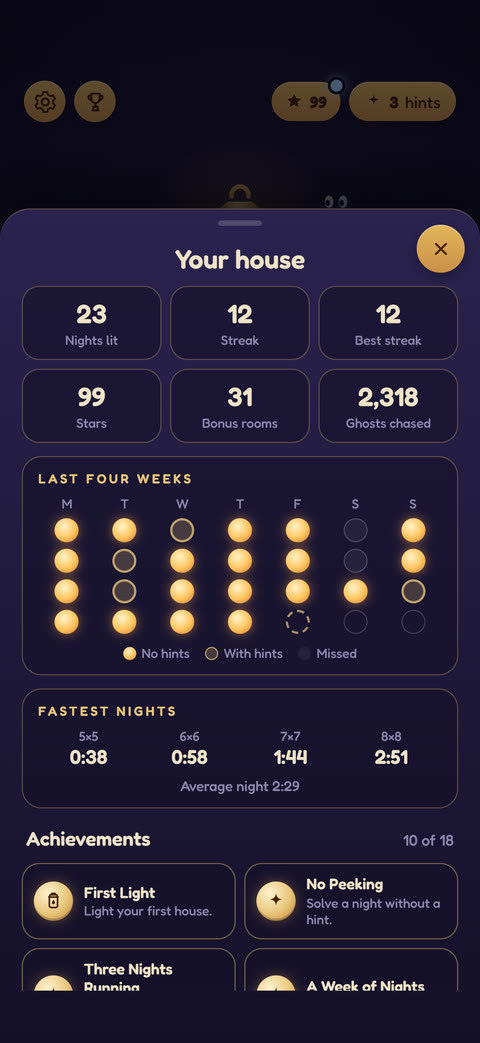 99
3 hints
Your house
23
Nights lit
12
Streak
12
Best streak
99
Stars
31
Bonus rooms
2,318
Ghosts chased
LAST FOUR WEEKS
M T W T F S S
No hints
With hints
Missed
FASTEST NIGHTS
5×5
0:38
6×6
0:58
7×7
1:44
8×8
2:51
Average night 2:29
Achievements
10 of 18
First Light
Light your first house.
No Peeking
Solve a night without a
hint.
Three Nights
Running
A Week of Nights